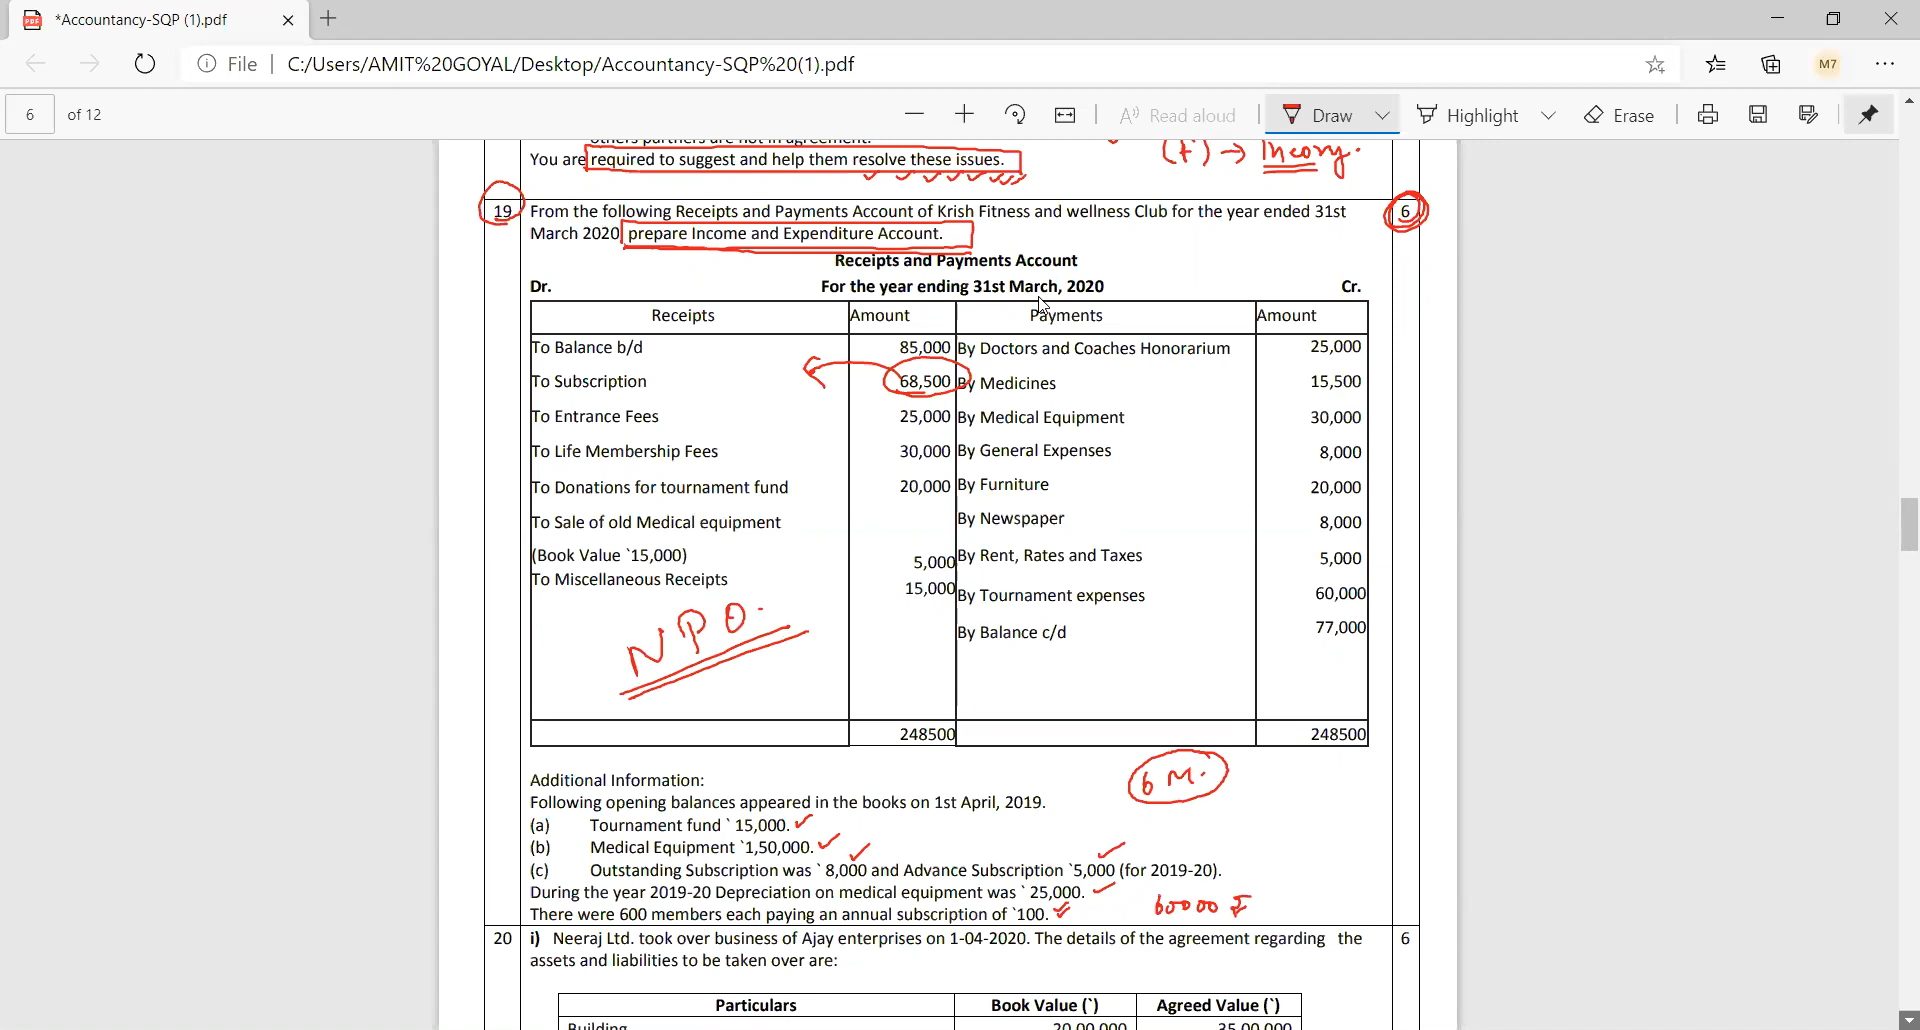 *Accountancy-SQP (1).pdf
File | C:/Users/AMIT%20GOYAL/Desktop/Accountancy-SQP%20(1).pdf
M7
6 of 12
Read aloud
Draw
Highlight
Erase
others partners are not in agreement.
You are required to suggest and help them resolve these issues.
(F) → Theory.
19 From the following Receipts and Payments Account of Krish Fitness and wellness Club for the year ended 31st 6
March 2020 prepare Income and Expenditure Account.
Receipts and Payments Account
Dr. For the year ending 31st March, 2020 Cr.
Receipts Amount Payments Amount
To Balance b/d 85,000 By Doctors and Coaches Honorarium 25,000
To Subscription 68,500 By Medicines 15,500
To Entrance Fees 25,000 By Medical Equipment 30,000
To Life Membership Fees 30,000 By General Expenses 8,000
To Donations for tournament fund 20,000 By Furniture 20,000
To Sale of old Medical equipment By Newspaper 8,000
(Book Value `15,000) 5,000 By Rent, Rates and Taxes 5,000
To Miscellaneous Receipts 15,000 By Tournament expenses 60,000
NPO. By Balance c/d 77,000
248500 248500
6 M.
Additional Information:
Following opening balances appeared in the books on 1st April, 2019.
(a) Tournament fund ` 15,000.
(b) Medical Equipment `1,50,000.
(c) Outstanding Subscription was ` 8,000 and Advance Subscription `5,000 (for 2019-20).
During the year 2019-20 Depreciation on medical equipment was ` 25,000.
There were 600 members each paying an annual subscription of `100. 60000 I
20 i) Neeraj Ltd. took over business of Ajay enterprises on 1-04-2020. The details of the agreement regarding the 6
assets and liabilities to be taken over are:
Particulars Book Value (`) Agreed Value (`)
Building 20,00,000 35,00,000